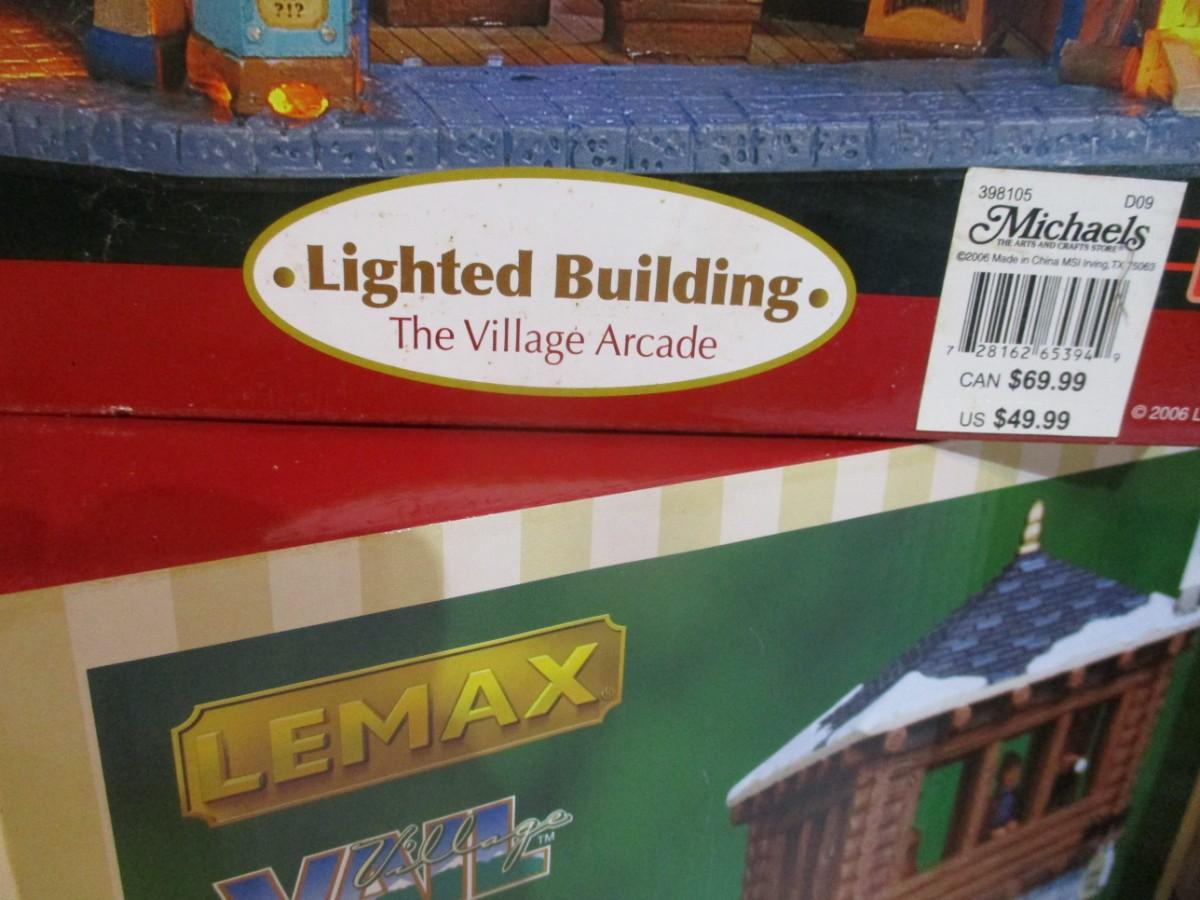 ?!?
• Lighted Building •
The Village Arcade
398105 D09
Michaels
THE ARTS AND CRAFTS STORE®
©2006 Made in China MSI Irving, TX 75063
7 28162 65394 9
CAN $69.99
US $49.99
© 2006 L
LEMAX®
VAIL Village™